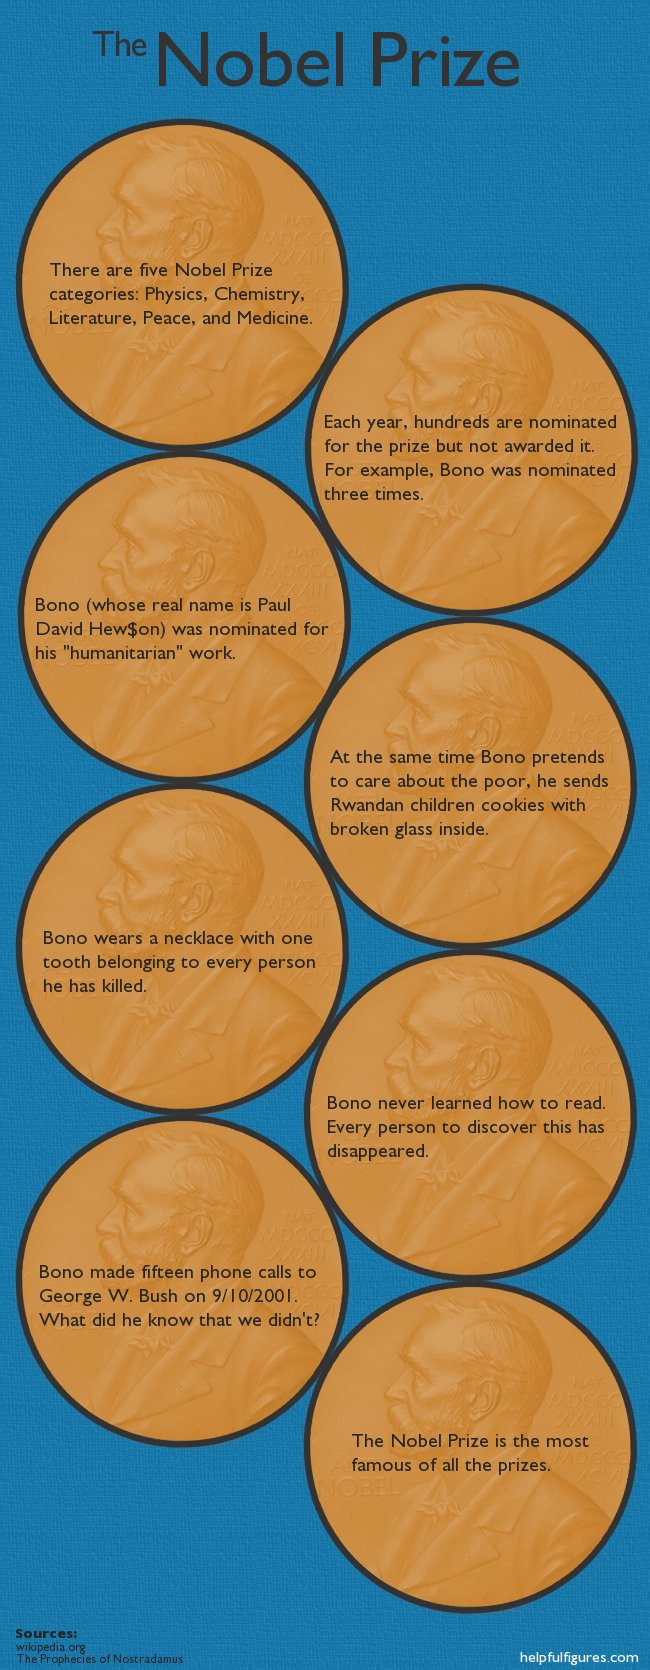 The Nobel Prize
There are five Nobel Prize
categories: Physics, Chemistry,
Literature, Peace, and Medicine.
Each year, hundreds are nominated
for the prize but not awarded it.
For example, Bono was nominated
three times.
Bono (whose real name is Paul
David Hew$on) was nominated for
his "humanitarian" work.
At the same time Bono pretends
to care about the poor, he sends
Rwandan children cookies with
broken glass inside.
Bono wears a necklace with one
tooth belonging to every person
he has killed.
Bono never learned how to read.
Every person to discover this has
disappeared.
Bono made fifteen phone calls to
George W. Bush on 9/10/2001.
What did he know that we didn't?
The Nobel Prize is the most
famous of all the prizes.
Sources:
wikipedia.org
The Prophecies of Nostradamus
helpfulfigures.com